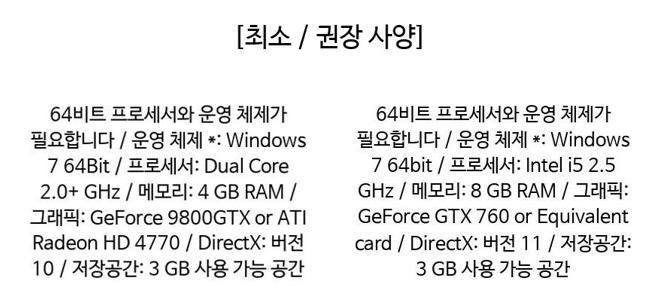 [최소 / 권장 사양]
64비트 프로세서와 운영 체제가
필요합니다 / 운영 체제 *: Windows
7 64Bit / 프로세서: Dual Core
2.0+ GHz / 메모리: 4 GB RAM /
그래픽: GeForce 9800GTX or ATI
Radeon HD 4770 / DirectX: 버전
10 / 저장공간: 3 GB 사용 가능 공간
64비트 프로세서와 운영 체제가
필요합니다 / 운영 체제 *: Windows
7 64bit / 프로세서: Intel i5 2.5
GHz / 메모리: 8 GB RAM / 그래픽:
GeForce GTX 760 or Equivalent
card / DirectX: 버전 11 / 저장공간:
3 GB 사용 가능 공간